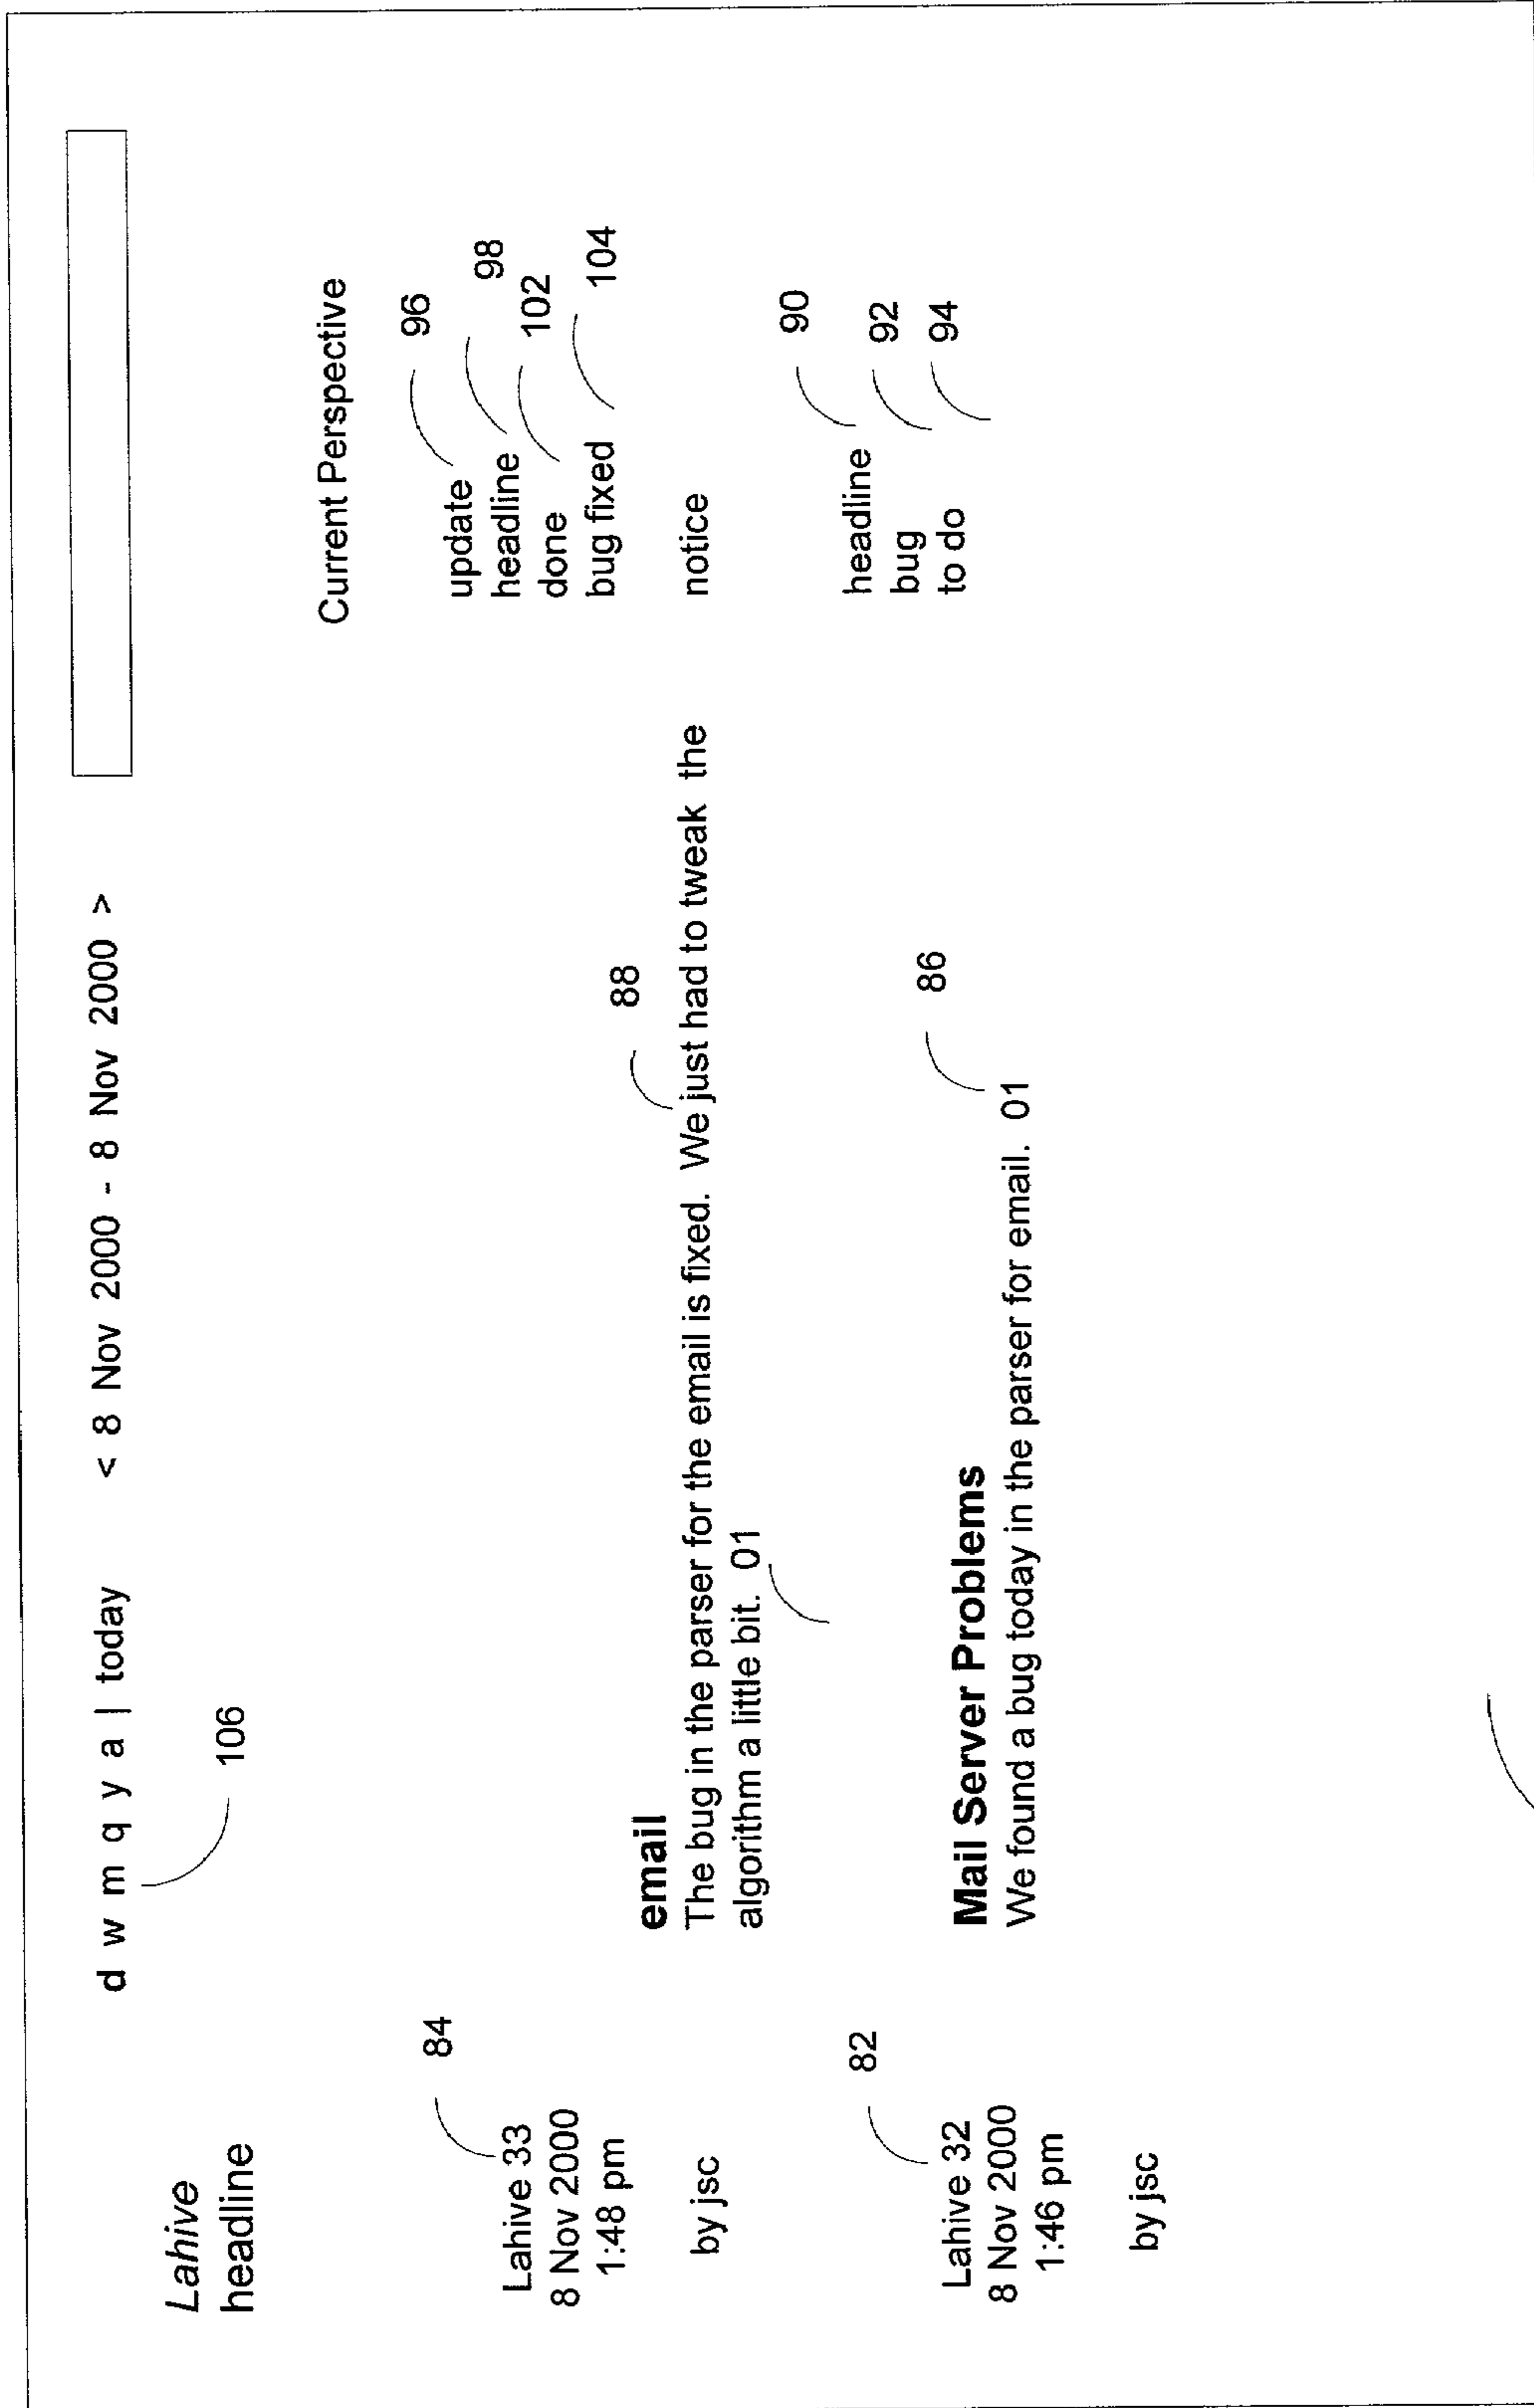 d w m q y a | today < 8 Nov 2000 - 8 Nov 2000 >
Lahive
headline
106
Current Perspective
84
Lahive 33
8 Nov 2000
1:48 pm
by jsc
email
The bug in the parser for the email is fixed. We just had to tweak the
algorithm a little bit. 01
88
96
update
98
headline
102
done
104
bug fixed
notice
82
Lahive 32
8 Nov 2000
1:46 pm
by jsc
Mail Server Problems
We found a bug today in the parser for email. 01
86
90
headline
92
bug
94
to do